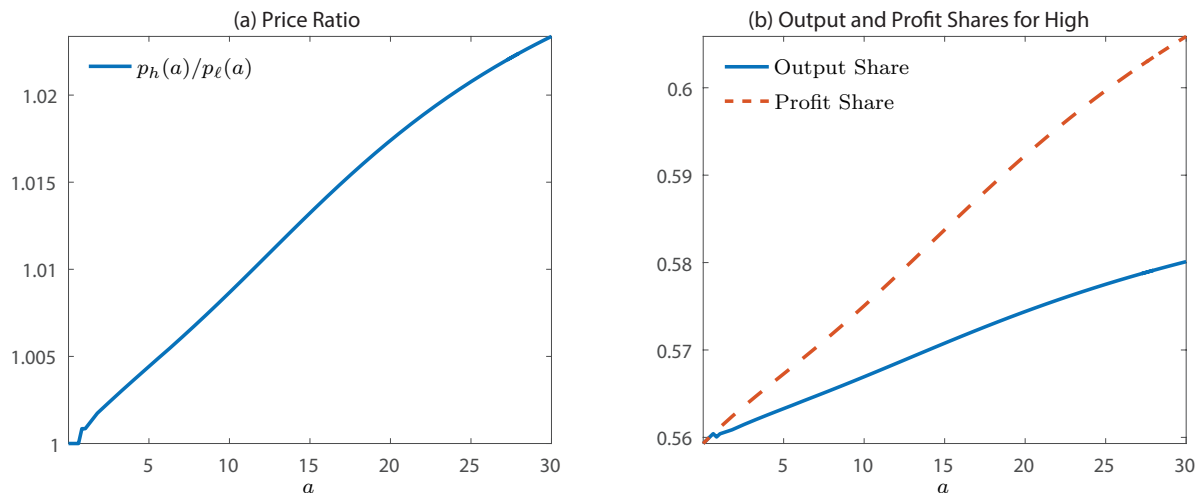 (a) Price Ratio
p_h(a)/p_ℓ(a)
1.02
1.015
1.01
1.005
1
5 10 15 20 25 30
a
(b) Output and Profit Shares for High
Output Share
Profit Share
0.6
0.59
0.58
0.57
0.56
5 10 15 20 25 30
a